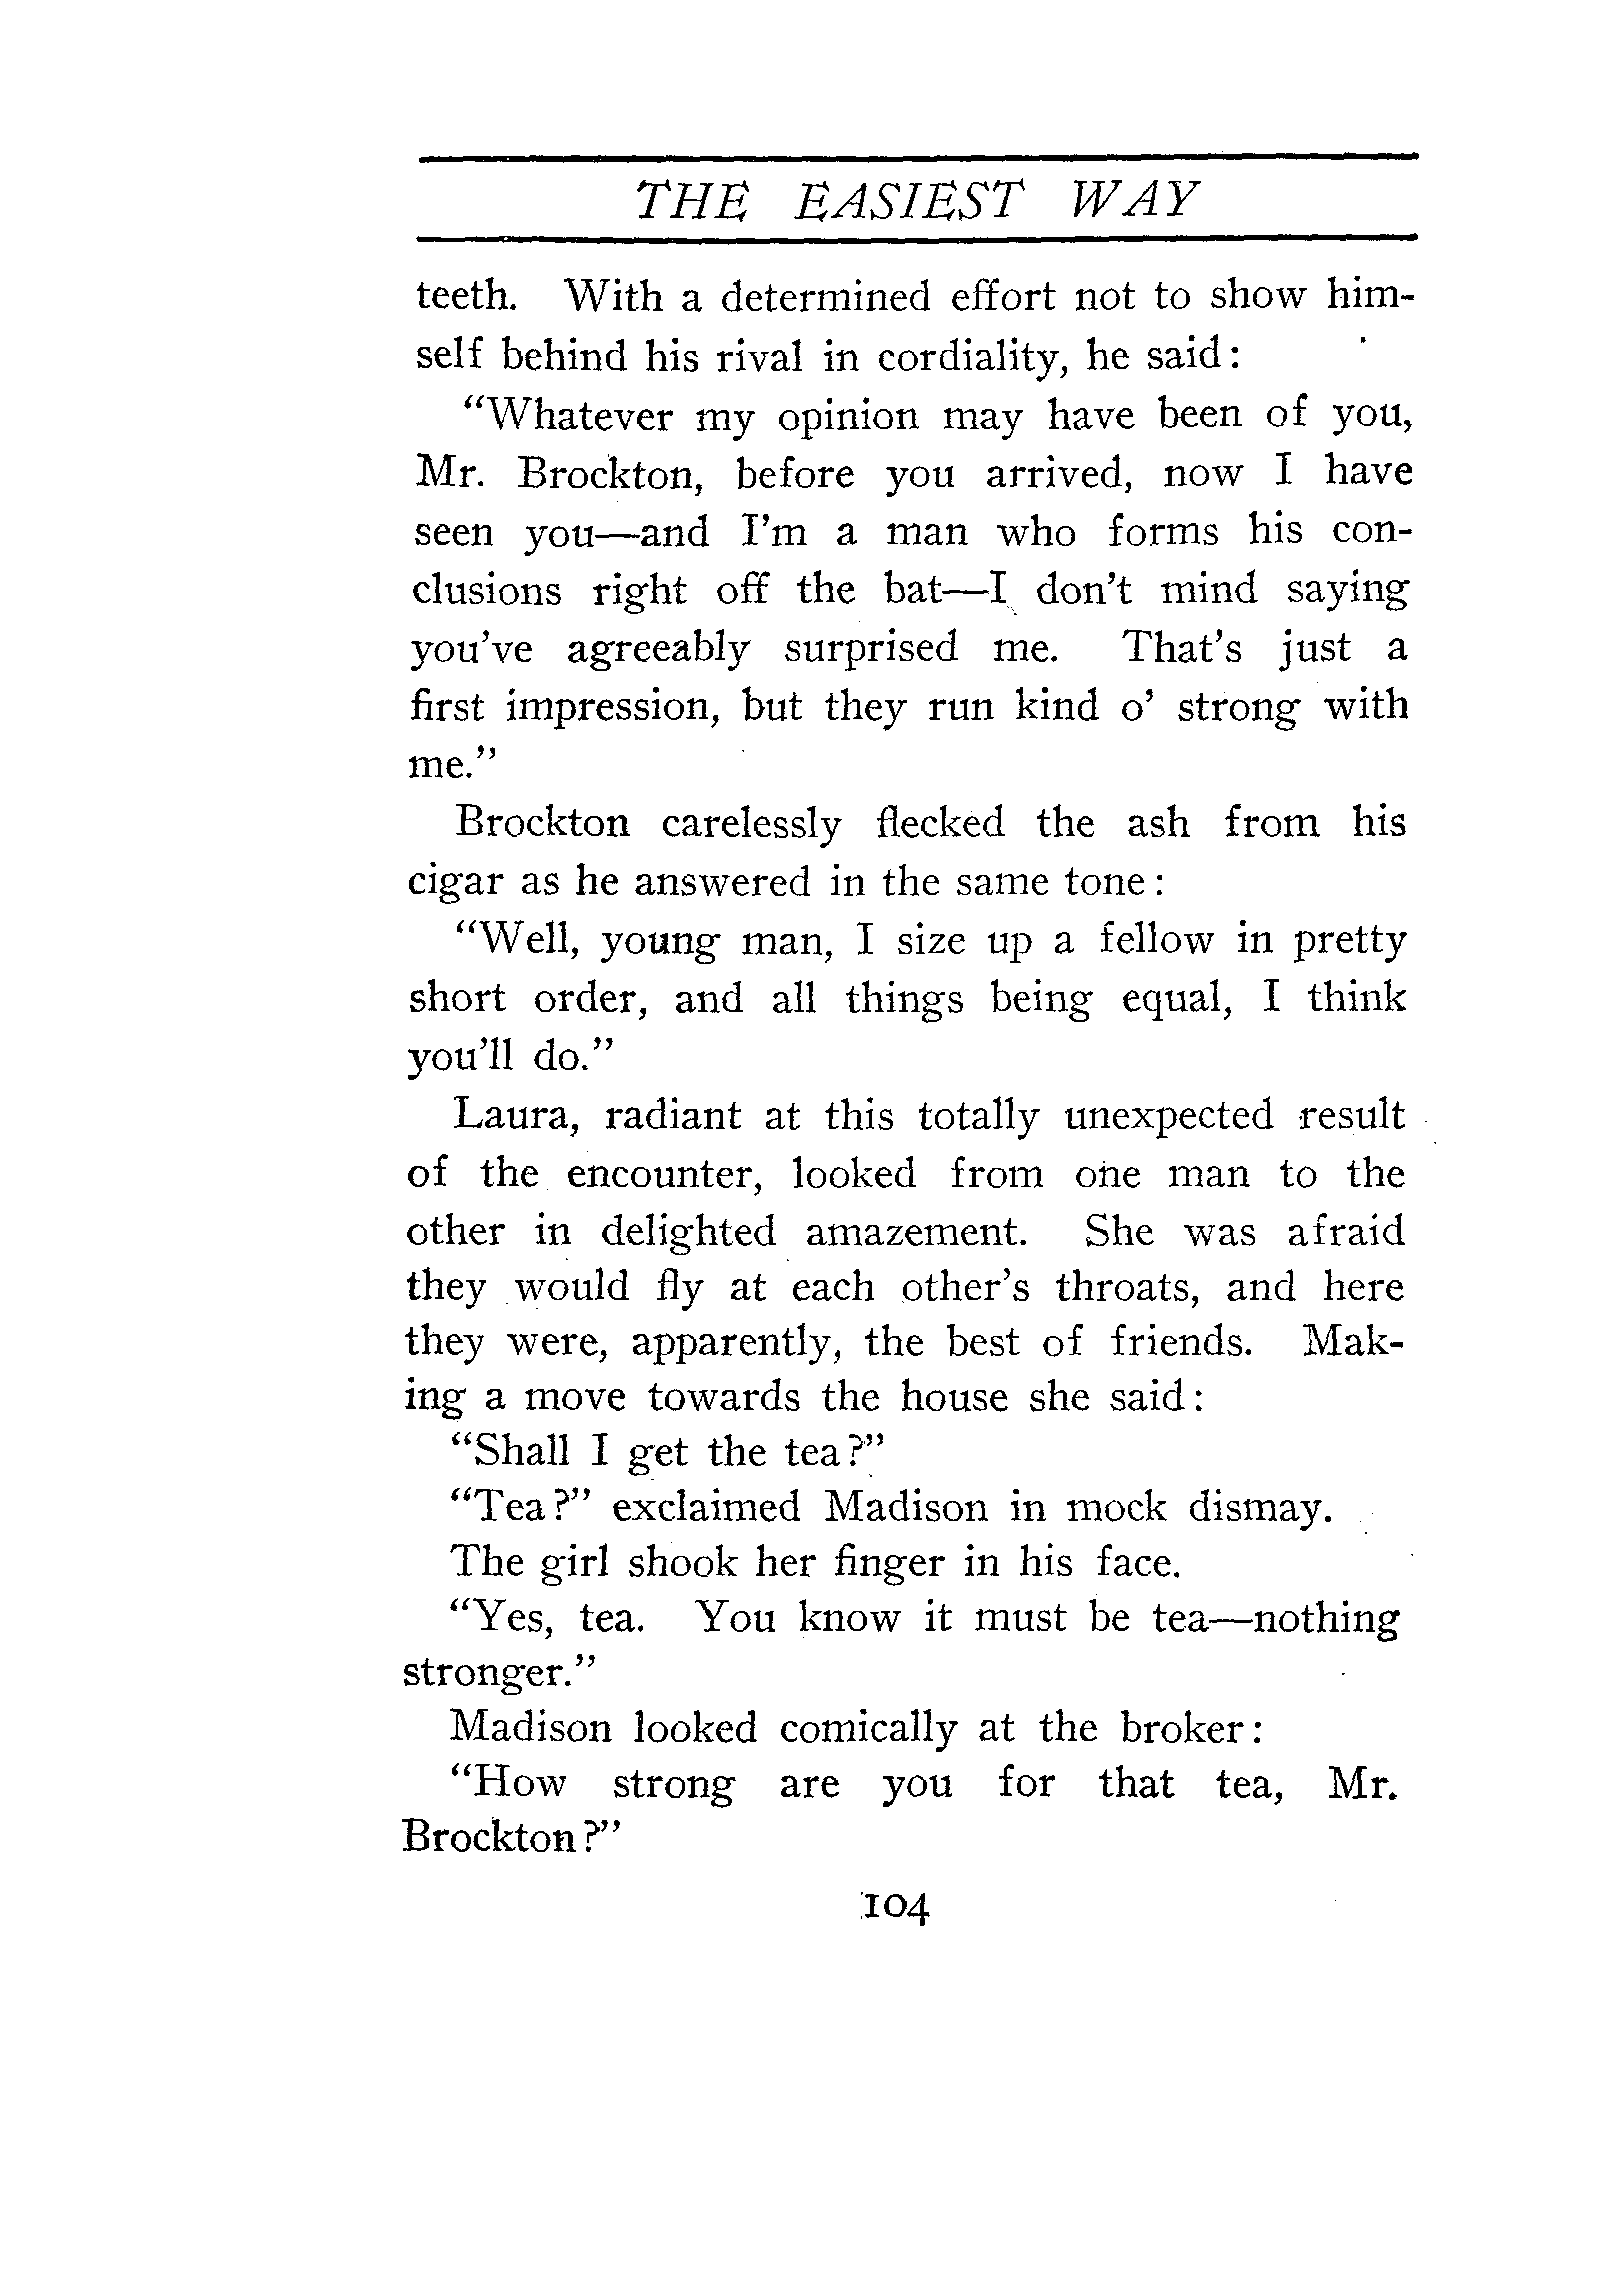 THE EASIEST WAY
teeth. With a determined effort not to show him-
self behind his rival in cordiality, he said:
"Whatever my opinion may have been of you,
Mr. Brockton, before you arrived, now I have
seen you—and I'm a man who forms his con-
clusions right off the bat—I don't mind saying
you've agreeably surprised me. That's just a
first impression, but they run kind o' strong with
me."
Brockton carelessly flecked the ash from his
cigar as he answered in the same tone:
"Well, young man, I size up a fellow in pretty
short order, and all things being equal, I think
you'll do."
Laura, radiant at this totally unexpected result
of the encounter, looked from one man to the
other in delighted amazement. She was afraid
they would fly at each other's throats, and here
they were, apparently, the best of friends. Mak-
ing a move towards the house she said:
"Shall I get the tea?"
"Tea?" exclaimed Madison in mock dismay.
The girl shook her finger in his face.
"Yes, tea. You know it must be tea—nothing
stronger."
Madison looked comically at the broker:
"How strong are you for that tea, Mr.
Brockton?"
104